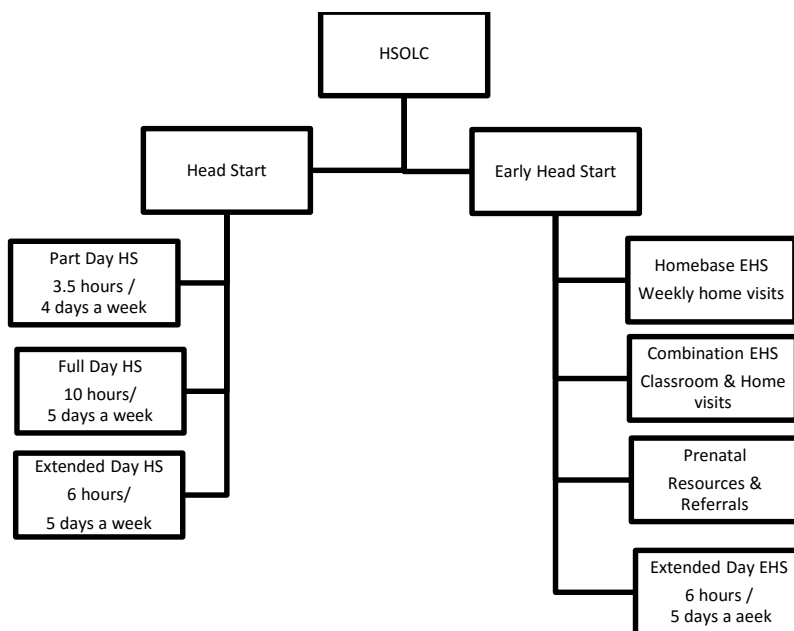 HSOLC
Head Start
Early Head Start
Part Day HS
3.5 hours /
4 days a week
Full Day HS
10 hours/
5 days a week
Extended Day HS
6 hours/
5 days a week
Homebase EHS
Weekly home visits
Combination EHS
Classroom & Home
visits
Prenatal
Resources &
Referrals
Extended Day EHS
6 hours /
5 days a aeek